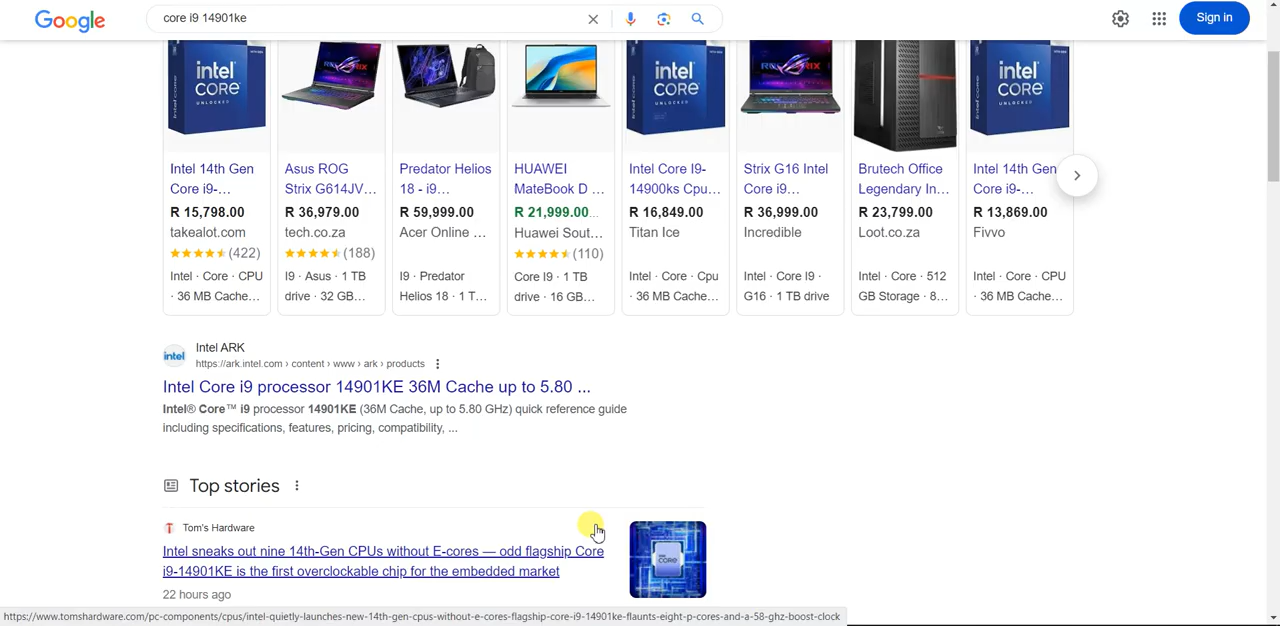 Google
core i9 14901ke
Sign in
intel CORE UNLOCKED
intel CORE
intel CORE UNLOCKED
Intel 14th Gen Core i9-...
R 15,798.00
takealot.com
(422)
Intel · Core · CPU · 36 MB Cache...
Asus ROG Strix G614JV...
R 36,979.00
tech.co.za
(188)
I9 · Asus · 1 TB drive · 32 GB...
Predator Helios 18 - i9...
R 59,999.00
Acer Online ...
I9 · Predator Helios 18 · 1 T...
HUAWEI MateBook D ...
R 21,999.00...
Huawei Sout...
(110)
Core i9 · 1 TB drive · 16 GB...
Intel Core I9-14900ks Cpu...
R 16,849.00
Titan Ice
Intel · Core · Cpu · 36 MB Cache...
Strix G16 Intel Core i9...
R 36,999.00
Incredible
Intel · Core i9 · G16 · 1 TB drive
Brutech Office Legendary In...
R 23,799.00
Loot.co.za
Intel · Core · 512 GB Storage · 8...
Intel 14th Gen Core i9-...
R 13,869.00
Fivvo
Intel · Core · CPU · 36 MB Cache...
intel
Intel ARK
https://ark.intel.com › content › www › ark › products
Intel Core i9 processor 14901KE 36M Cache up to 5.80 ...
Intel® Core™ i9 processor 14901KE (36M Cache, up to 5.80 GHz) quick reference guide
including specifications, features, pricing, compatibility, ...
Top stories
Tom's Hardware
Intel sneaks out nine 14th-Gen CPUs without E-cores — odd flagship Core
i9-14901KE is the first overclockable chip for the embedded market
22 hours ago
https://www.tomshardware.com/pc-components/cpus/intel-quietly-launches-new-14th-gen-cpus-without-e-cores-flagship-core-i9-14901ke-flaunts-eight-p-cores-and-a-58-ghz-boost-clock